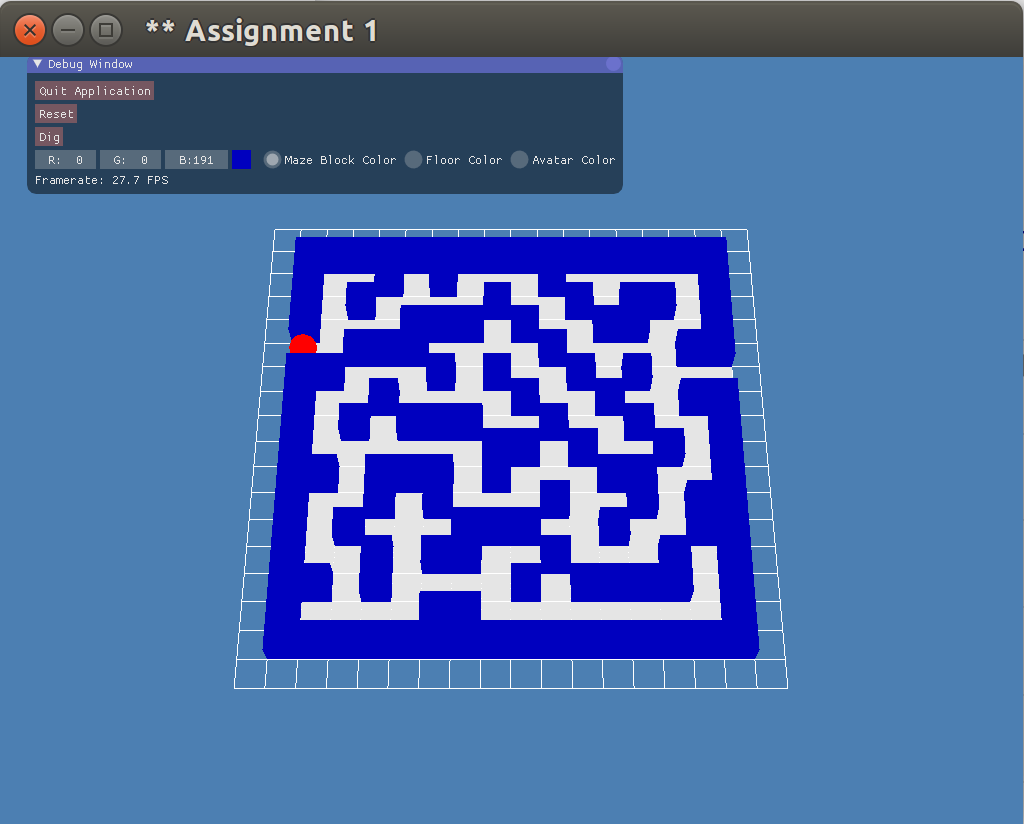 ** Assignment 1
Debug Window
Quit Application
Reset
Dig
R: 0 G: 0 B:191 Maze Block Color Floor Color Avatar Color
Framerate: 27.7 FPS